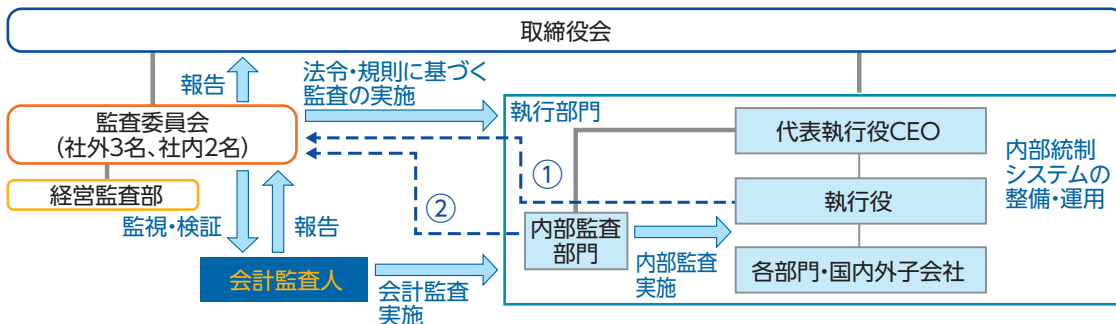 取締役会
報告
法令・規則に基づく
監査の実施
監査委員会
(社外3名、社内2名)
経営監査部
監視・検証
報告
会計監査人
会計監査
実施
執行部門
①
②
内部監査
部門
内部監査
実施
代表執行役CEO
執行役
各部門・国内外子会社
内部統制
システムの
整備・運用